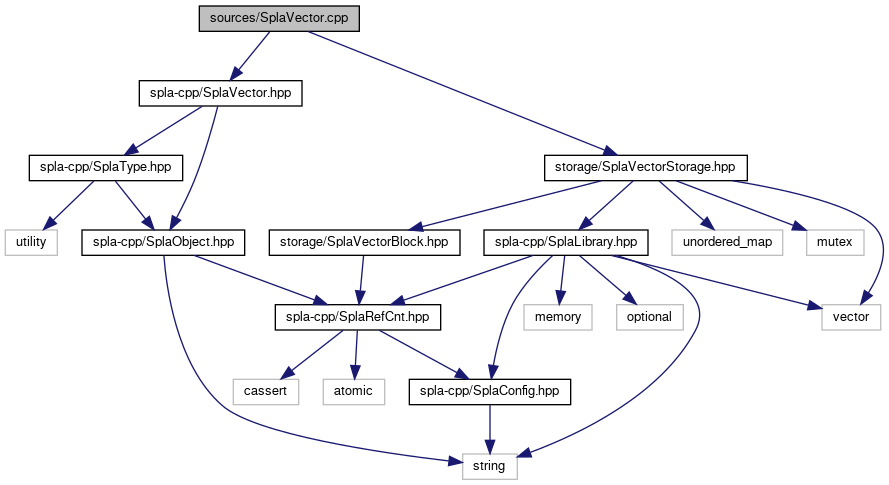 sources/SplaVector.cpp
spla-cpp/SplaVector.hpp
spla-cpp/SplaType.hpp
storage/SplaVectorStorage.hpp
utility
spla-cpp/SplaObject.hpp
storage/SplaVectorBlock.hpp
spla-cpp/SplaLibrary.hpp
unordered_map
mutex
spla-cpp/SplaRefCnt.hpp
memory
optional
vector
cassert
atomic
spla-cpp/SplaConfig.hpp
string